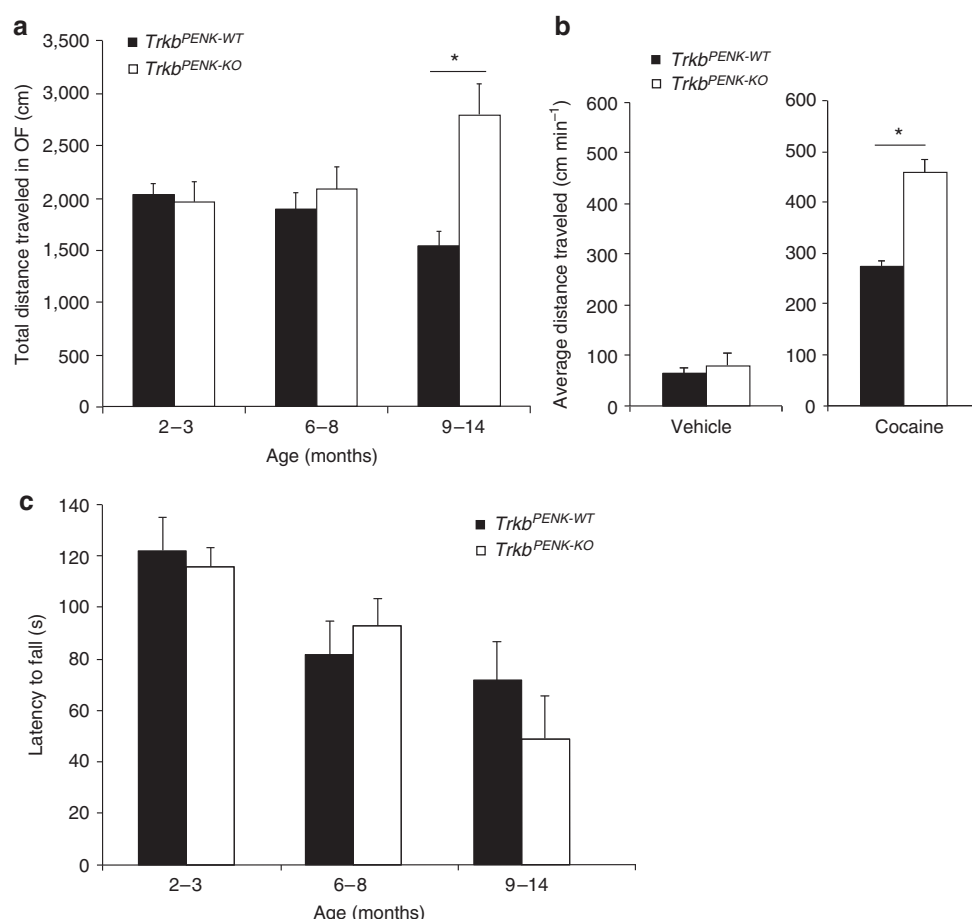 a
Total distance traveled in OF (cm)
3,500
3,000
2,500
2,000
1,500
1,000
500
0
Trkb^PENK-WT
Trkb^PENK-KO
*
2–3
6–8
9–14
Age (months)
b
Trkb^PENK-WT
Trkb^PENK-KO
Average distance traveled (cm min⁻¹)
600
500
400
300
200
100
0
Vehicle
600
500
400
300
200
100
0
*
Cocaine
c
Latency to fall (s)
140
120
100
80
60
40
20
0
Trkb^PENK-WT
Trkb^PENK-KO
2–3
6–8
9–14
Age (months)